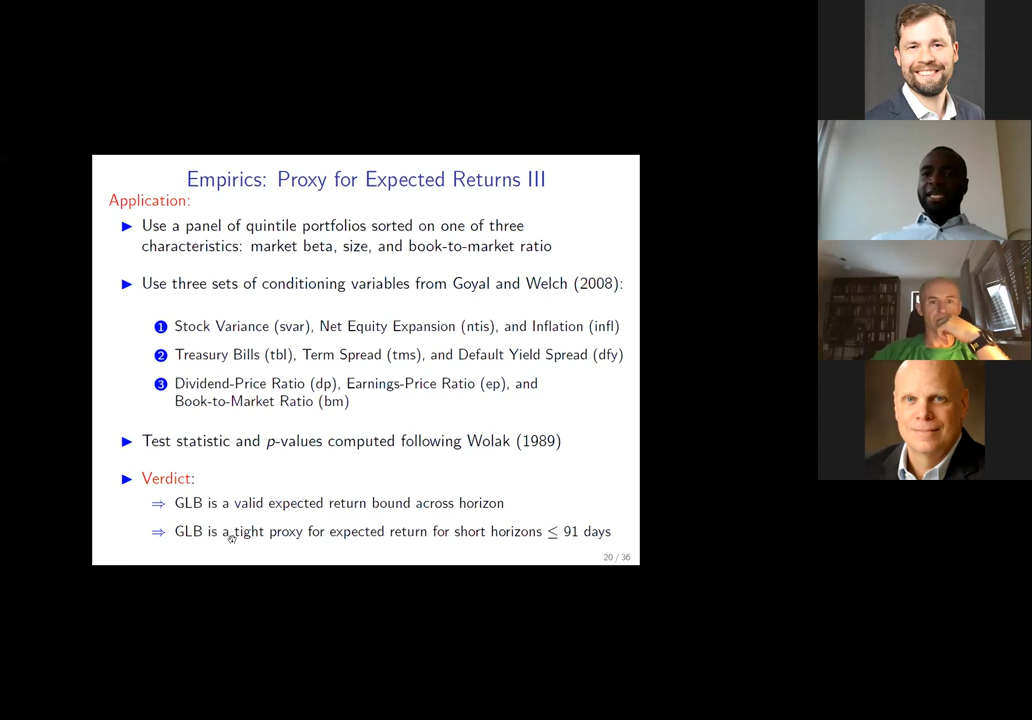 Empirics: Proxy for Expected Returns III
Application:
▶ Use a panel of quintile portfolios sorted on one of three
characteristics: market beta, size, and book-to-market ratio
▶ Use three sets of conditioning variables from Goyal and Welch (2008):
1 Stock Variance (svar), Net Equity Expansion (ntis), and Inflation (infl)
2 Treasury Bills (tbl), Term Spread (tms), and Default Yield Spread (dfy)
3 Dividend-Price Ratio (dp), Earnings-Price Ratio (ep), and
Book-to-Market Ratio (bm)
▶ Test statistic and p-values computed following Wolak (1989)
▶ Verdict:
⇒ GLB is a valid expected return bound across horizon
⇒ GLB is a tight proxy for expected return for short horizons ≤ 91 days
20 / 36